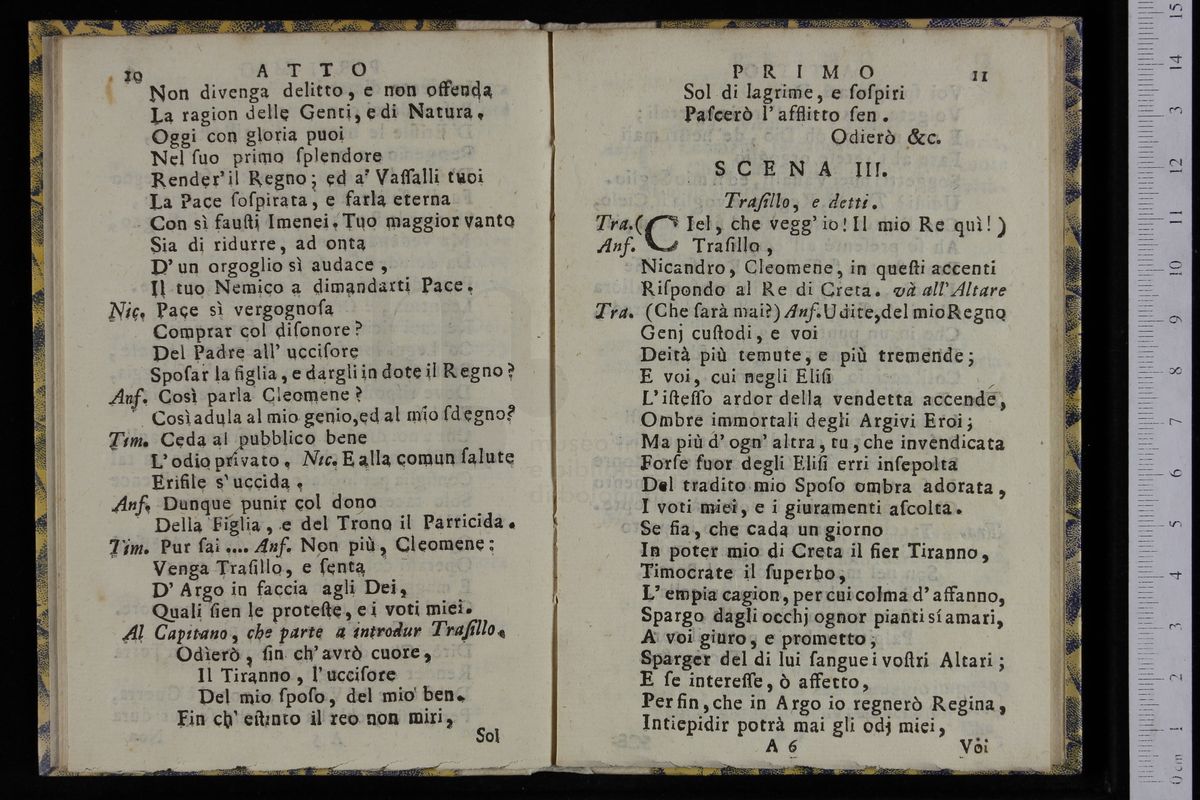 10 ATTO
Non divenga delitto, e non offenda
La ragion delle Genti, e di Natura.
Oggi con gloria puoi
Nel ſuo primo ſplendore
Render'il Regno; ed a' Vaſſalli tuoi
La Pace ſoſpirata, e farla eterna
Con sì fauſti Imenei. Tuo maggior vanto
Sia di ridurre, ad onta
D' un orgoglio sì audace,
Il tuo Nemico a dimandarti Pace.
Nic. Pace sì vergognoſa
Comprar col diſonore?
Del Padre all' ucciſore
Spoſar la figlia, e dargli in dote il Regno?
Anſ. Così parla Cleomene?
Così adula al mio genio, ed al mio ſdegno?
Tim. Ceda al pubblico bene
L' odio privato. Nic. E alla comun ſalute
Erifile s' uccida.
Anſ. Dunque punir col dono
Della Figlia, e del Trono il Parricida.
Tim. Pur ſai .... Anſ. Non più, Cleomene:
Venga Traſillo, e ſenta
D' Argo in faccia agli Dei,
Quali ſien le proteſte, e i voti miei.
Al Capitano, che parte a introdur Traſillo.
Odierò, ſin ch' avrò cuore,
Il Tiranno, l' ucciſore
Del mio ſpoſo, del mio ben.
Fin ch' eſtinto il reo non miri,
Sol
PRIMO 11
Sol di lagrime, e ſoſpiri
Paſcerò l' afflitto ſen.
Odierò &c.
SCENA III.
Traſillo, e detti.
Tra. (CIel, che vegg' io! Il mio Re quì!)
Anſ. Traſillo,
Nicandro, Cleomene, in queſti accenti
Riſpondo al Re di Creta. và all' Altare
Tra. (Che ſarà mai?) Anſ. Udite, del mio Regno
Genj cuſtodi, e voi
Deità più temute, e più tremende;
E voi, cui negli Eliſi
L' iſteſſo ardor della vendetta accende,
Ombre immortali degli Argivi Eroi;
Ma più d' ogn' altra, tu, che invendicata
Forſe fuor degli Eliſi erri inſepolta
Del tradito mio Spoſo ombra adorata,
I voti miei, e i giuramenti aſcolta.
Se fia, che cada un giorno
In poter mio di Creta il fier Tiranno,
Timocrate il ſuperbo,
L' empia cagion, per cui colma d' affanno,
Spargo dagli occhj ognor pianti sí amari,
A voi giuro, e prometto,
Sparger del di lui ſangue i voſtri Altari;
E ſe intereſſe, ò affetto,
Perfin, che in Argo io regnerò Regina,
Intiepidir potrà mai gli odj miei,
A 6 Voi